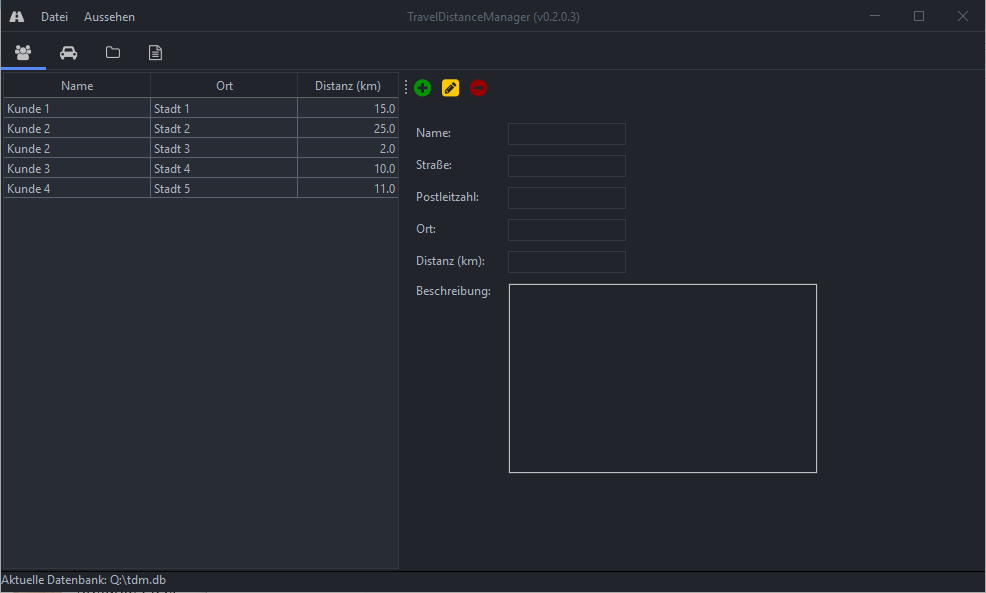 Datei Aussehen TravelDistanceManager (v0.2.0.3)
Name Ort Distanz (km)
Kunde 1 Stadt 1 15.0
Kunde 2 Stadt 2 25.0
Kunde 2 Stadt 3 2.0
Kunde 3 Stadt 4 10.0
Kunde 4 Stadt 5 11.0
Name:
Straße:
Postleitzahl:
Ort:
Distanz (km):
Beschreibung:
Aktuelle Datenbank: Q:\tdm.db